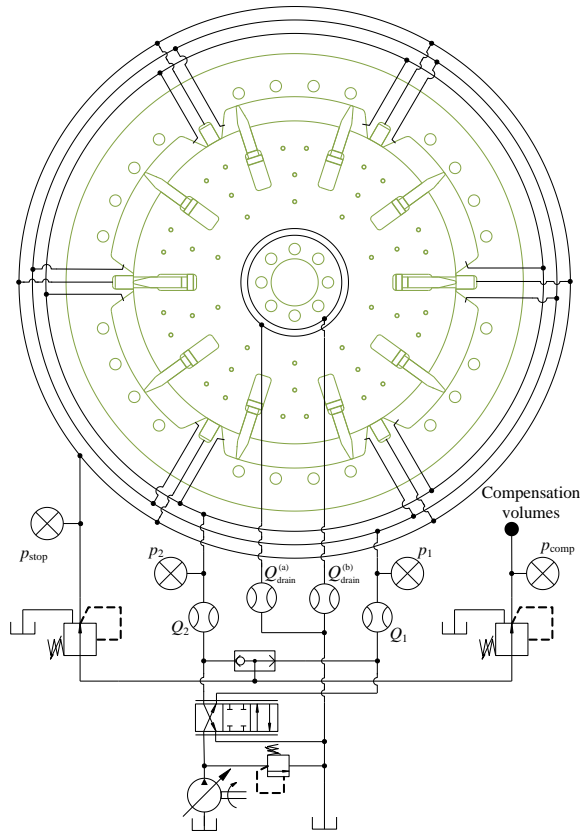 Compensation
volumes
p_stop
p_2
Q_drain^(a)
Q_drain^(b)
p_1
p_comp
Q_2
Q_1